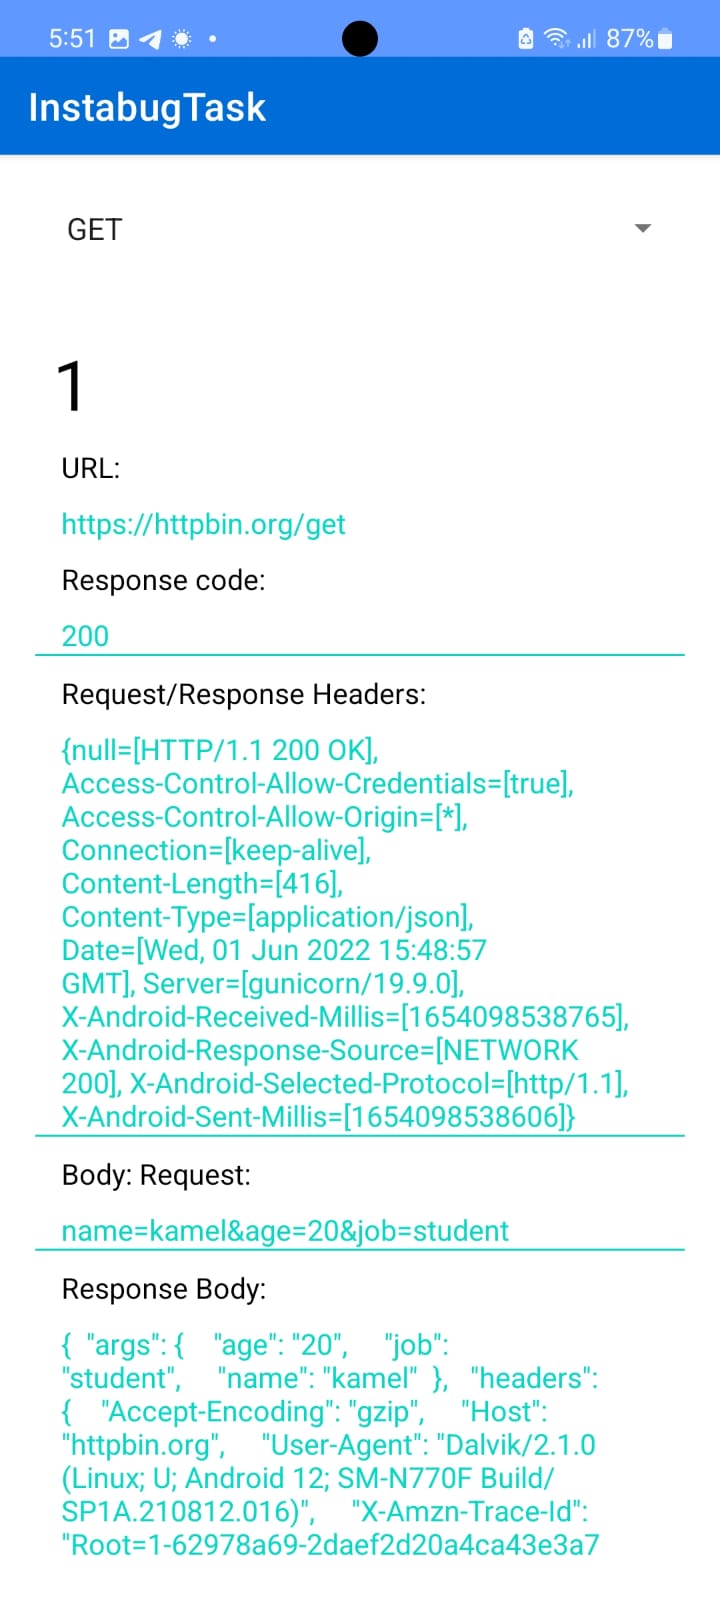 5:51
87%
InstabugTask
GET
1
URL:
https://httpbin.org/get
Response code:
200
Request/Response Headers:
{null=[HTTP/1.1 200 OK],
Access-Control-Allow-Credentials=[true],
Access-Control-Allow-Origin=[*],
Connection=[keep-alive],
Content-Length=[416],
Content-Type=[application/json],
Date=[Wed, 01 Jun 2022 15:48:57
GMT], Server=[gunicorn/19.9.0],
X-Android-Received-Millis=[1654098538765],
X-Android-Response-Source=[NETWORK
200], X-Android-Selected-Protocol=[http/1.1],
X-Android-Sent-Millis=[1654098538606]}
Body: Request:
name=kamel&age=20&job=student
Response Body:
{  "args": {    "age": "20",    "job":
"student",    "name": "kamel"  },  "headers":
{    "Accept-Encoding": "gzip",    "Host":
"httpbin.org",    "User-Agent": "Dalvik/2.1.0
(Linux; U; Android 12; SM-N770F Build/
SP1A.210812.016)",    "X-Amzn-Trace-Id":
"Root=1-62978a69-2daef2d20a4ca43e3a7